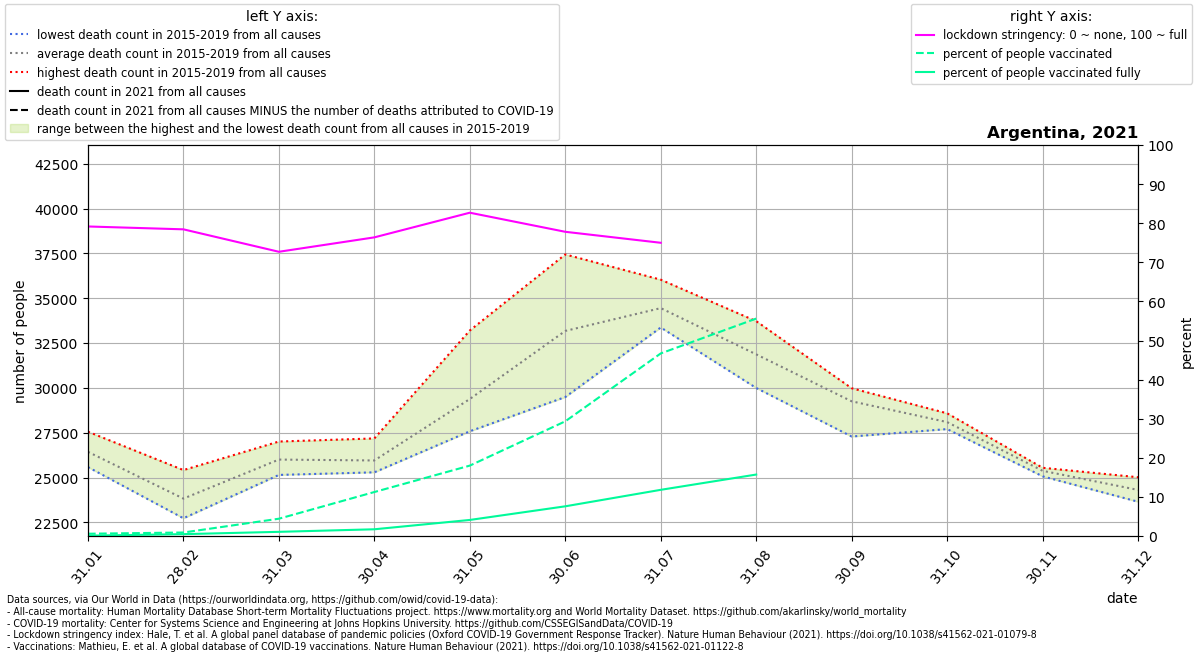 left Y axis:
lowest death count in 2015-2019 from all causes
average death count in 2015-2019 from all causes
highest death count in 2015-2019 from all causes
death count in 2021 from all causes
death count in 2021 from all causes MINUS the number of deaths attributed to COVID-19
range between the highest and the lowest death count from all causes in 2015-2019
right Y axis:
lockdown stringency: 0 ~ none, 100 ~ full
percent of people vaccinated
percent of people vaccinated fully
Argentina, 2021
number of people
42500
40000
37500
35000
32500
30000
27500
25000
22500
100
90
80
70
60
50
40
30
20
10
0
percent
31.01
28.02
31.03
30.04
31.05
30.06
31.07
31.08
30.09
31.10
30.11
31.12
date
Data sources, via Our World in Data (https://ourworldindata.org, https://github.com/owid/covid-19-data):
- All-cause mortality: Human Mortality Database Short-term Mortality Fluctuations project. https://www.mortality.org and World Mortality Dataset. https://github.com/akarlinsky/world_mortality
- COVID-19 mortality: Center for Systems Science and Engineering at Johns Hopkins University. https://github.com/CSSEGISandData/COVID-19
- Lockdown stringency index: Hale, T. et al. A global panel database of pandemic policies (Oxford COVID-19 Government Response Tracker). Nature Human Behaviour (2021). https://doi.org/10.1038/s41562-021-01079-8
- Vaccinations: Mathieu, E. et al. A global database of COVID-19 vaccinations. Nature Human Behaviour (2021). https://doi.org/10.1038/s41562-021-01122-8